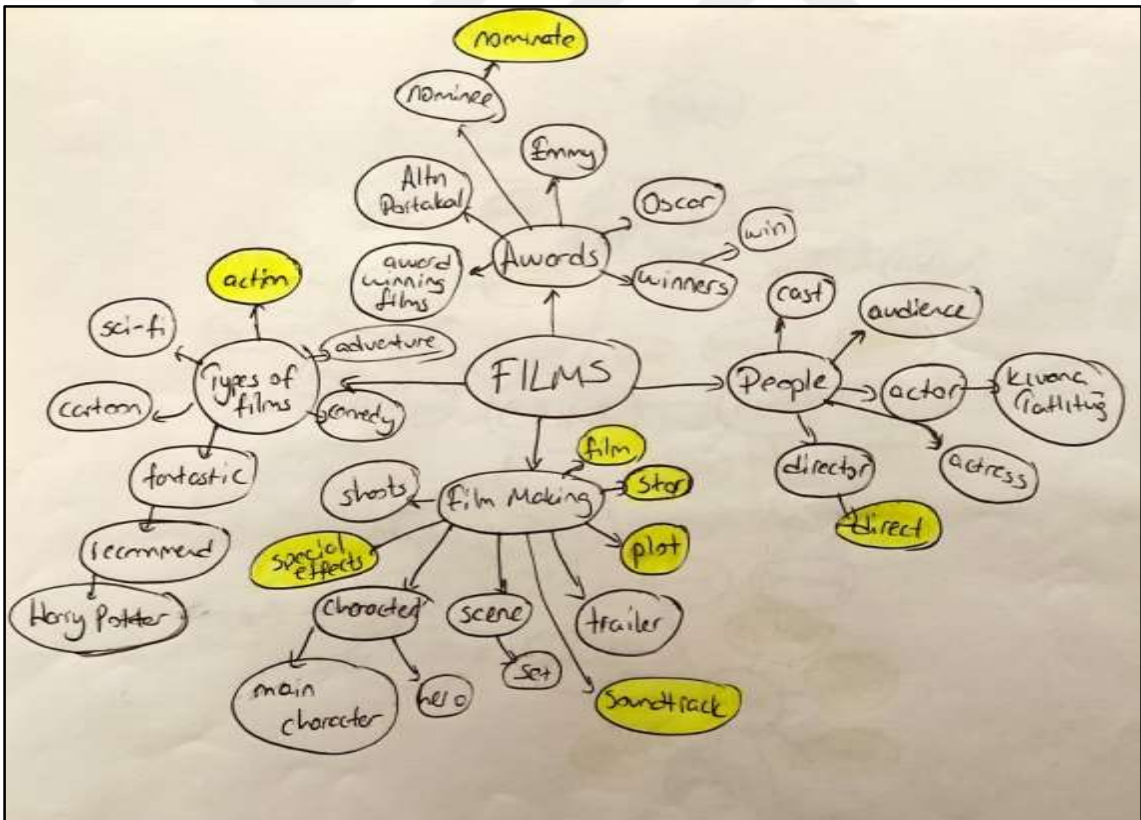 nominate
nominee
Emmy
Altın
Portakal
Oscar
win
Awards
award
winning
films
winners
cast
audience
action
sci-fi
adventure
Types of
films
FILMS
People
actor
kıvanç
Tatlıtuğ
cartoon
comedy
film
director
actress
fantastic
shots
Film Making
star
direct
recommend
special
effects
plot
Harry Potter
character
scene
trailer
main
character
hero
set
soundtrack